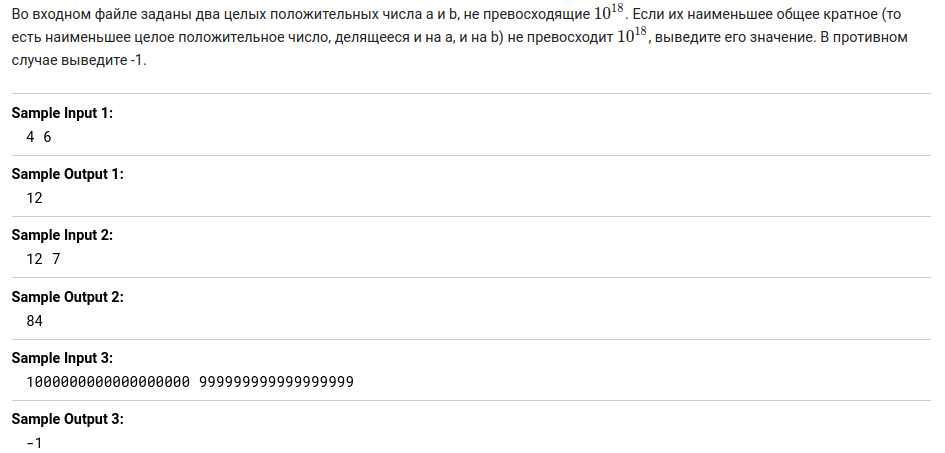 Во входном файле заданы два целых положительных числа a и b, не превосходящие 10^18. Если их наименьшее общее кратное (то
есть наименьшее целое положительное число, делящееся и на a, и на b) не превосходит 10^18, выведите его значение. В противном
случае выведите -1.
Sample Input 1:
4 6
Sample Output 1:
12
Sample Input 2:
12 7
Sample Output 2:
84
Sample Input 3:
1000000000000000000 999999999999999999
Sample Output 3:
-1